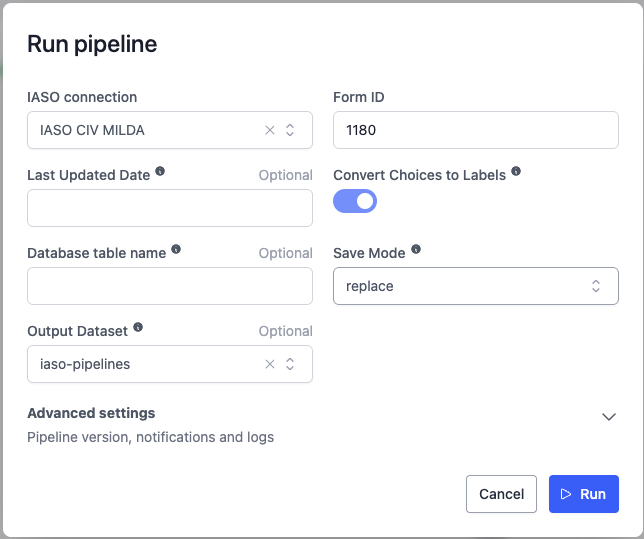 Run pipeline
IASO connection
Form ID
IASO CIV MILDA
1180
Last Updated Date
Optional
Convert Choices to Labels
Database table name
Optional
Save Mode
replace
Output Dataset
Optional
iaso-pipelines
Advanced settings
Pipeline version, notifications and logs
Cancel
Run